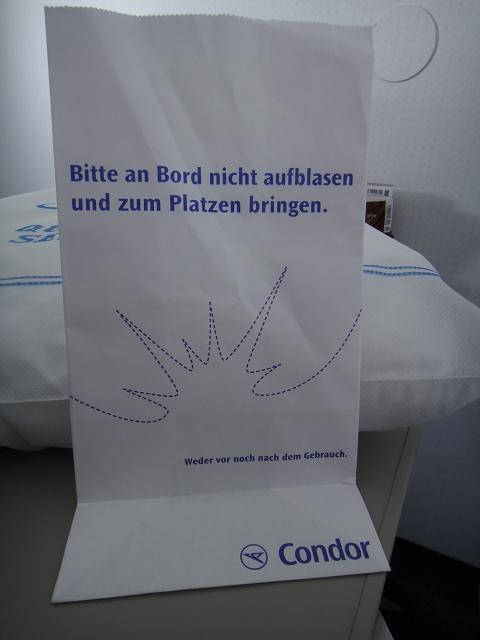 Bitte an Bord nicht aufblasen
und zum Platzen bringen.
Weder vor noch nach dem Gebrauch.
Condor